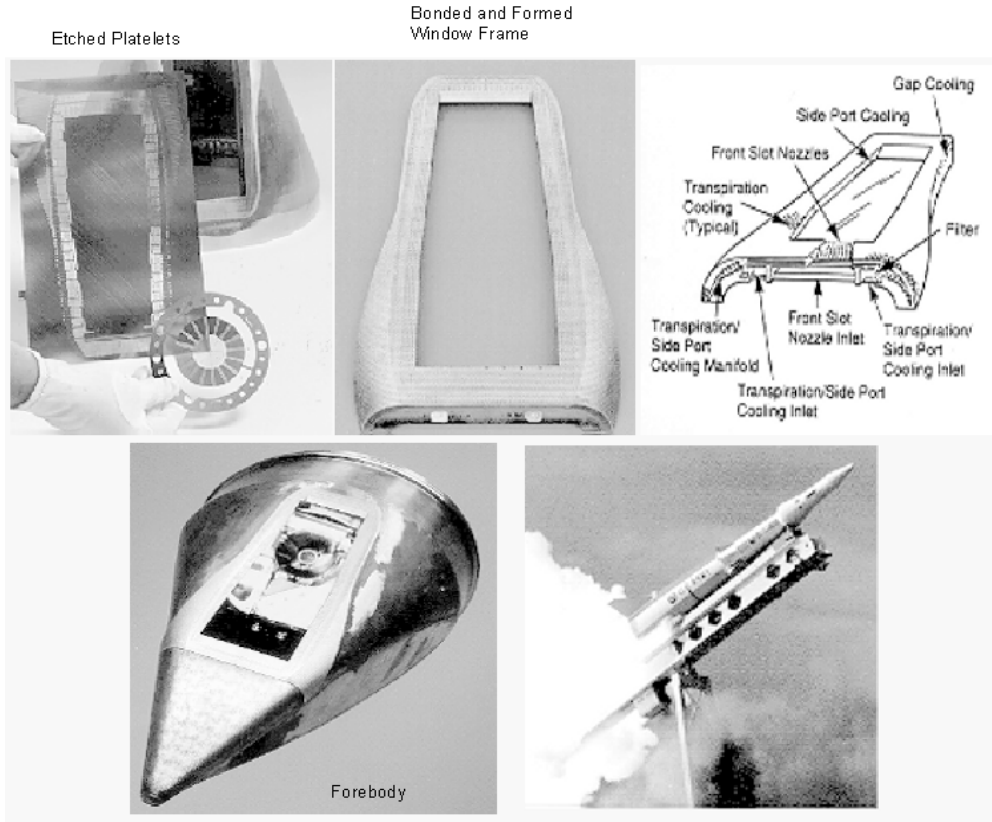 Etched Platelets
Bonded and Formed
Window Frame
Gap Cooling
Side Port Cooling
Front Slot Nozzles
Transpiration
Cooling
(Typical)
Filter
Transpiration/
Side Port
Cooling Manifold
Front Slot
Nozzle Inlet
Transpiration/
Side Port
Cooling Inlet
Transpiration/Side Port
Cooling Inlet
Forebody